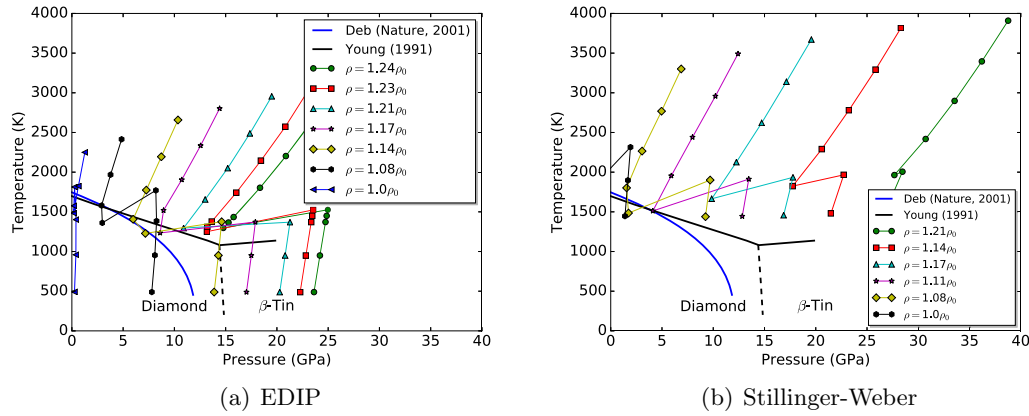 4000
3500
3000
2500
2000
1500
1000
500
0
Temperature (K)
0 5 10 15 20 25 30 35 40
Pressure (GPa)
Deb (Nature, 2001)
Young (1991)
ρ = 1.24ρ0
ρ = 1.23ρ0
ρ = 1.21ρ0
ρ = 1.17ρ0
ρ = 1.14ρ0
ρ = 1.08ρ0
ρ = 1.0ρ0
Diamond
β-Tin
(a) EDIP
4000
3500
3000
2500
2000
1500
1000
500
0
Temperature (K)
0 5 10 15 20 25 30 35 40
Pressure (GPa)
Deb (Nature, 2001)
Young (1991)
ρ = 1.21ρ0
ρ = 1.14ρ0
ρ = 1.17ρ0
ρ = 1.11ρ0
ρ = 1.08ρ0
ρ = 1.0ρ0
Diamond
β-Tin
(b) Stillinger-Weber